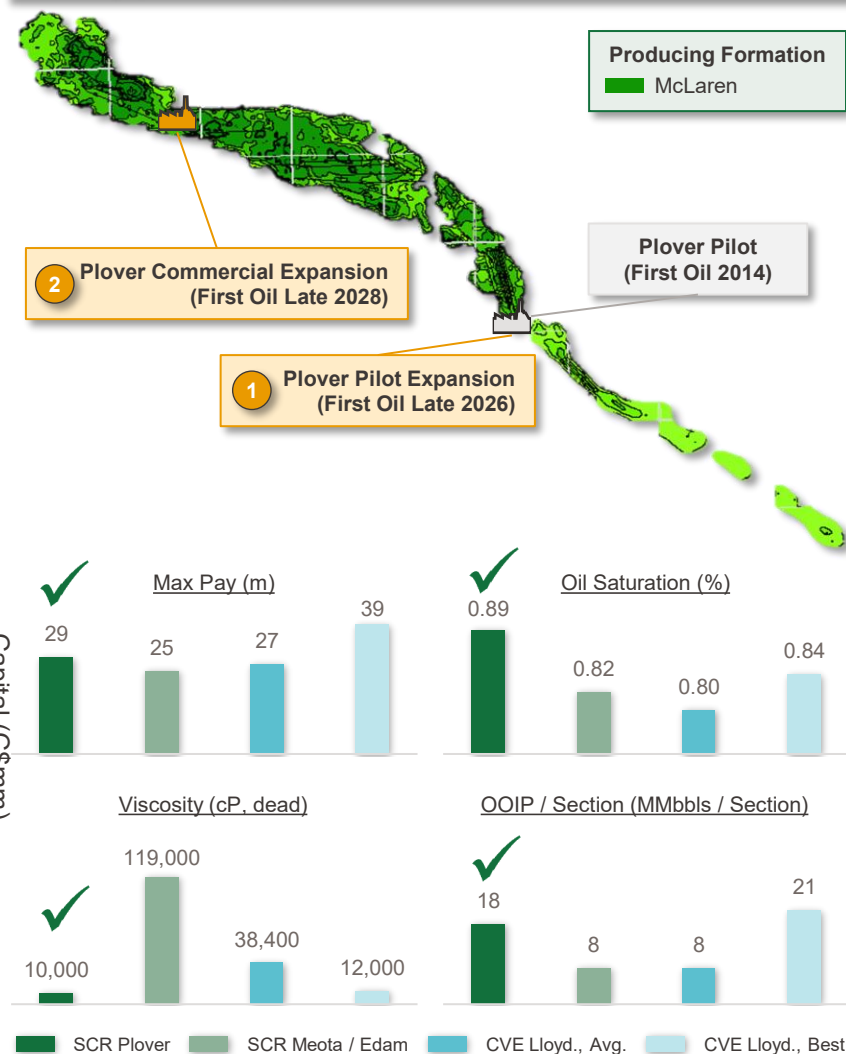 Producing Formation
McLaren
2
Plover Commercial Expansion
(First Oil Late 2028)
Plover Pilot
(First Oil 2014)
1
Plover Pilot Expansion
(First Oil Late 2026)
Max Pay (m)
29
25
27
39
Oil Saturation (%)
0.89
0.82
0.80
0.84
Capital (C$mm)
Viscosity (cP, dead)
10,000
119,000
38,400
12,000
OOIP / Section (MMbbls / Section)
18
8
8
21
SCR Plover
SCR Meota / Edam
CVE Lloyd., Avg.
CVE Lloyd., Best